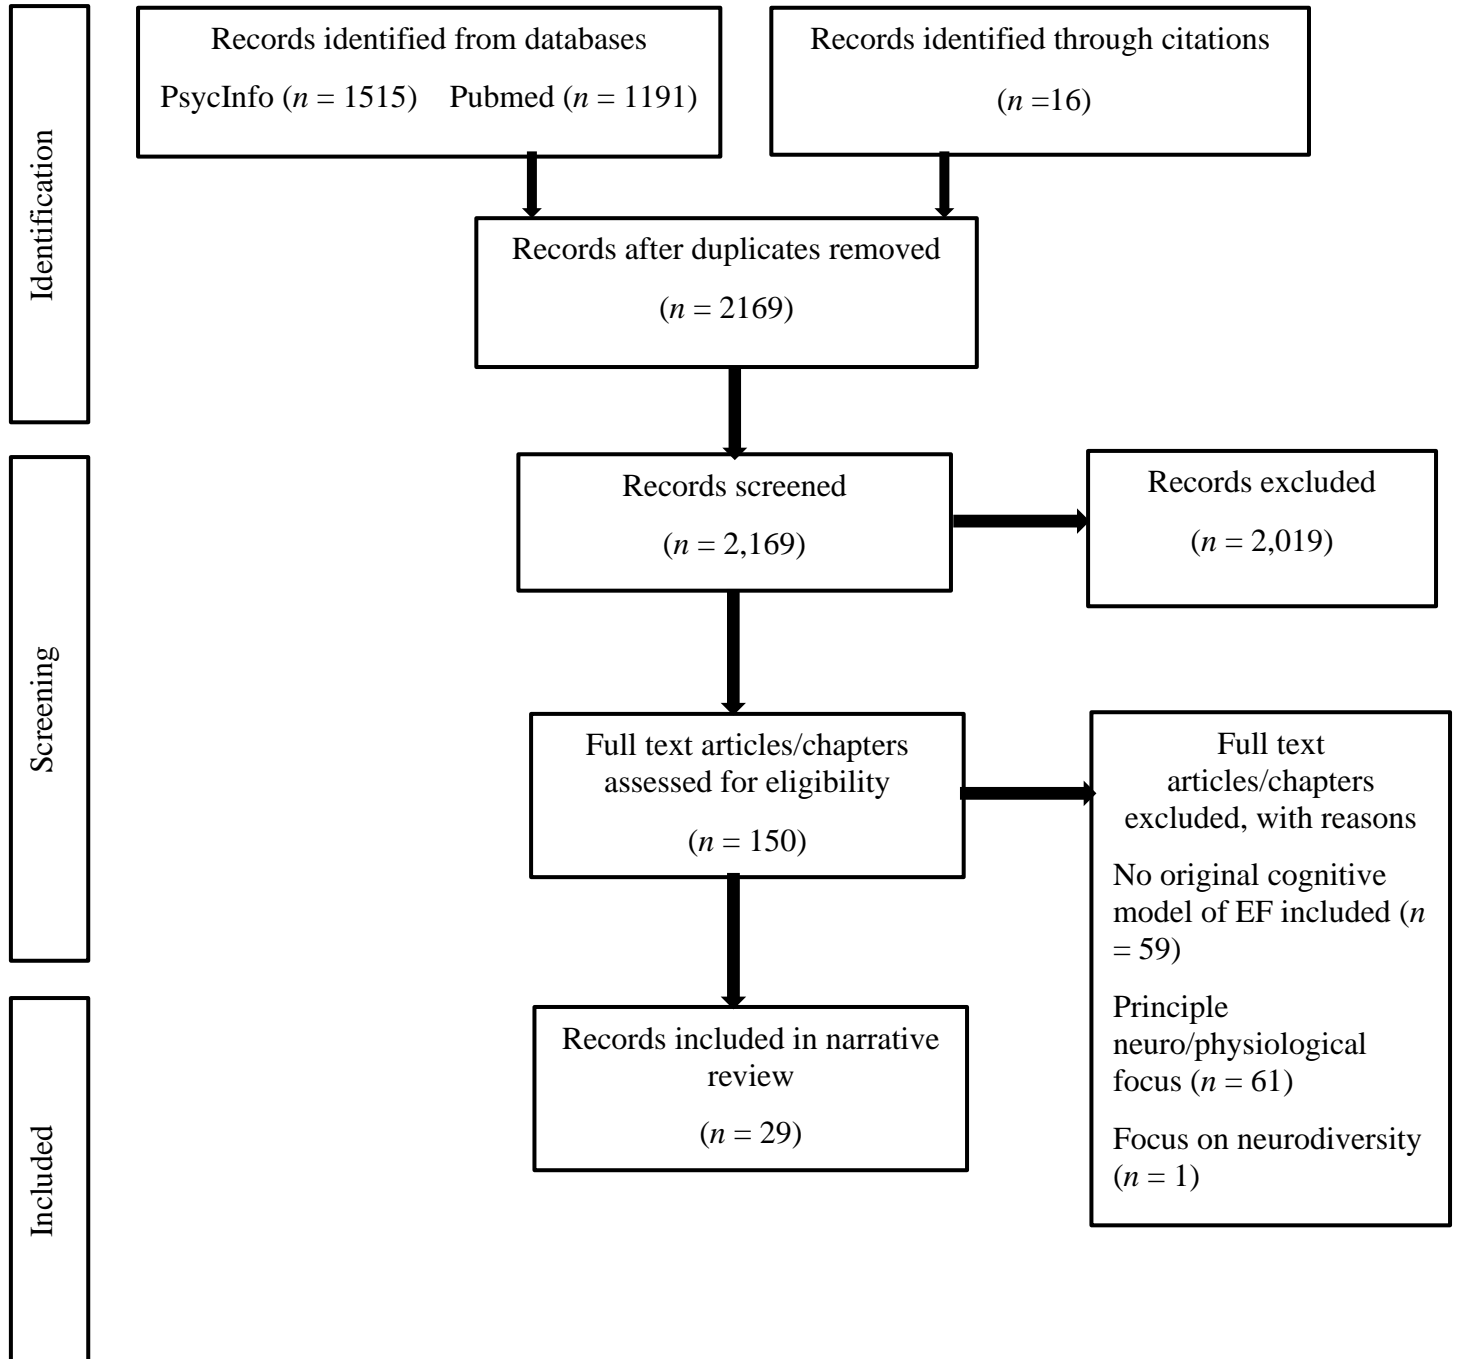 Identification
Records identified from databases
PsycInfo (n = 1515) Pubmed (n = 1191)
Records identified through citations
(n =16)
Records after duplicates removed
(n = 2169)
Screening
Records screened
(n = 2,169)
Records excluded
(n = 2,019)
Full text articles/chapters
assessed for eligibility
(n = 150)
Full text
articles/chapters
excluded, with reasons
No original cognitive
model of EF included (n
= 59)
Principle
neuro/physiological
focus (n = 61)
Focus on neurodiversity
(n = 1)
Included
Records included in narrative
review
(n = 29)